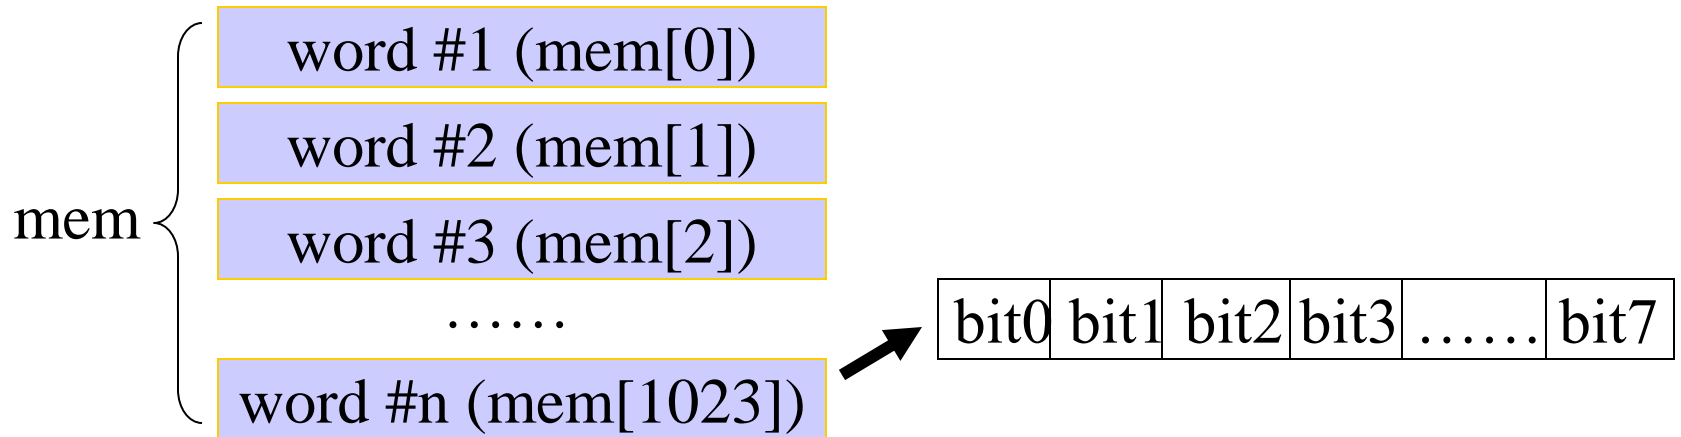 word #1 (mem[0])
word #2 (mem[1])
mem
word #3 (mem[2])
......
word #n (mem[1023])
bit0 bit1 bit2 bit3 ...... bit7